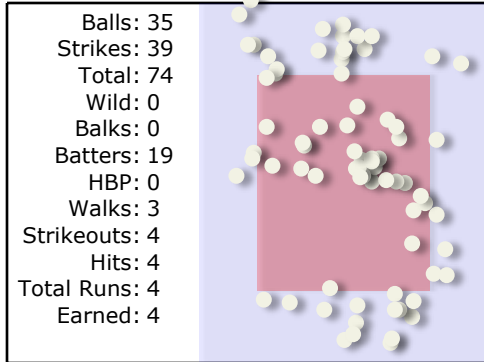 Balls: 35
Strikes: 39
Total: 74
Wild: 0
Balks: 0
Batters: 19
HBP: 0
Walks: 3
Strikeouts: 4
Hits: 4
Total Runs: 4
Earned: 4